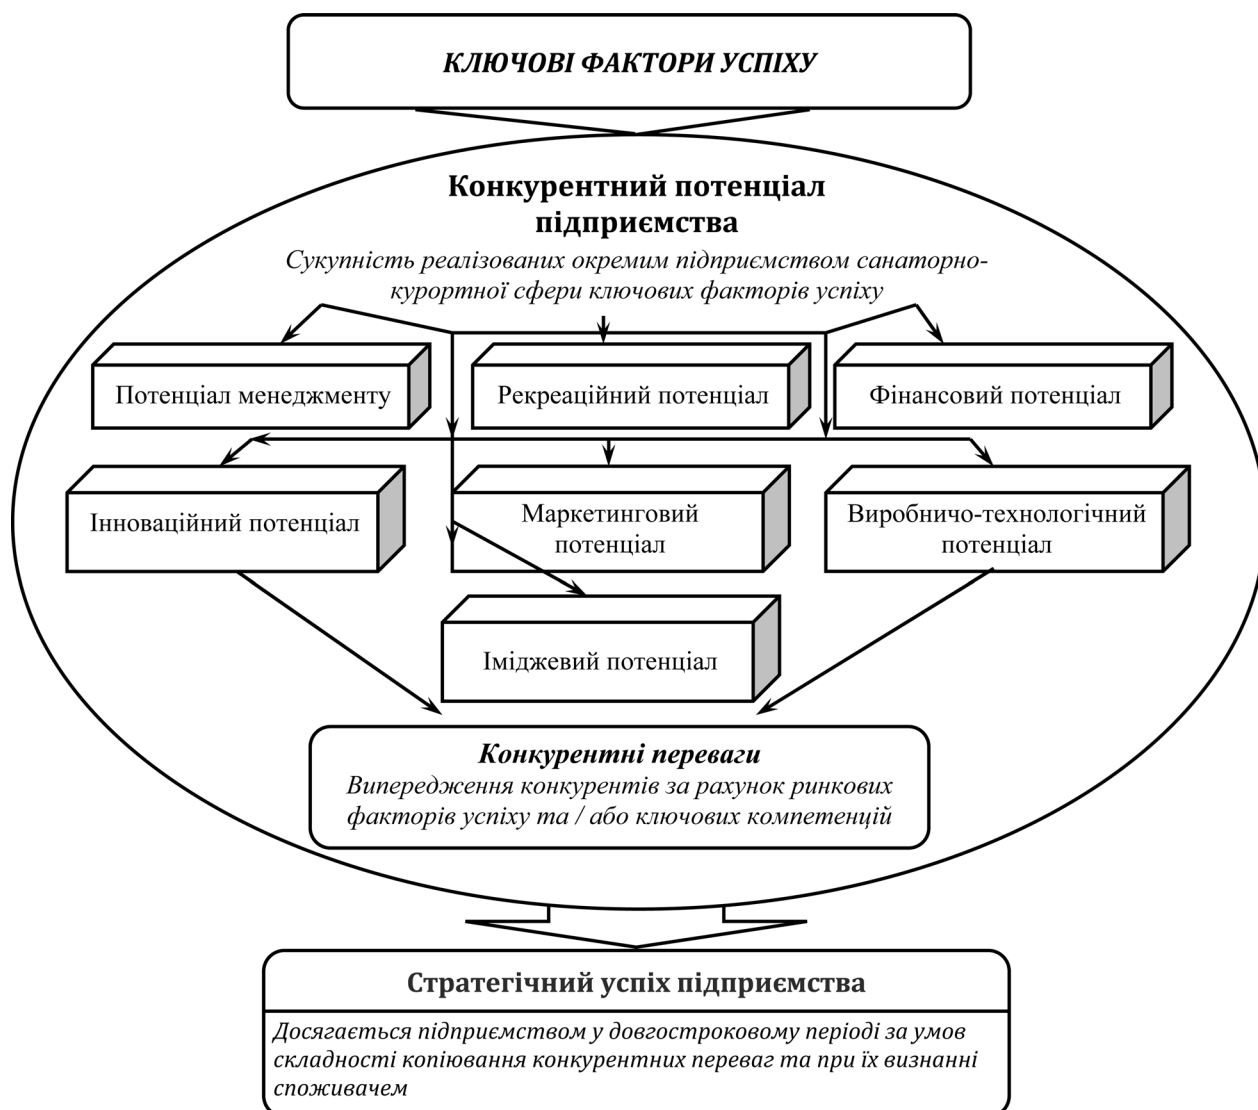 КЛЮЧОВІ ФАКТОРИ УСПІХУ
Конкурентний потенціал
підприємства
Сукупність реалізованих окремим підприємством санаторно-
курортної сфери ключових факторів успіху
Потенціал менеджменту
Рекреаційний потенціал
Фінансовий потенціал
Інноваційний потенціал
Маркетинговий
потенціал
Виробничо-технологічний
потенціал
Іміджевий потенціал
Конкурентні переваги
Випередження конкурентів за рахунок ринкових
факторів успіху та / або ключових компетенцій
Стратегічний успіх підприємства
Досягається підприємством у довгостроковому періоді за умов
складності копіювання конкурентних переваг та при їх визнанні
споживачем